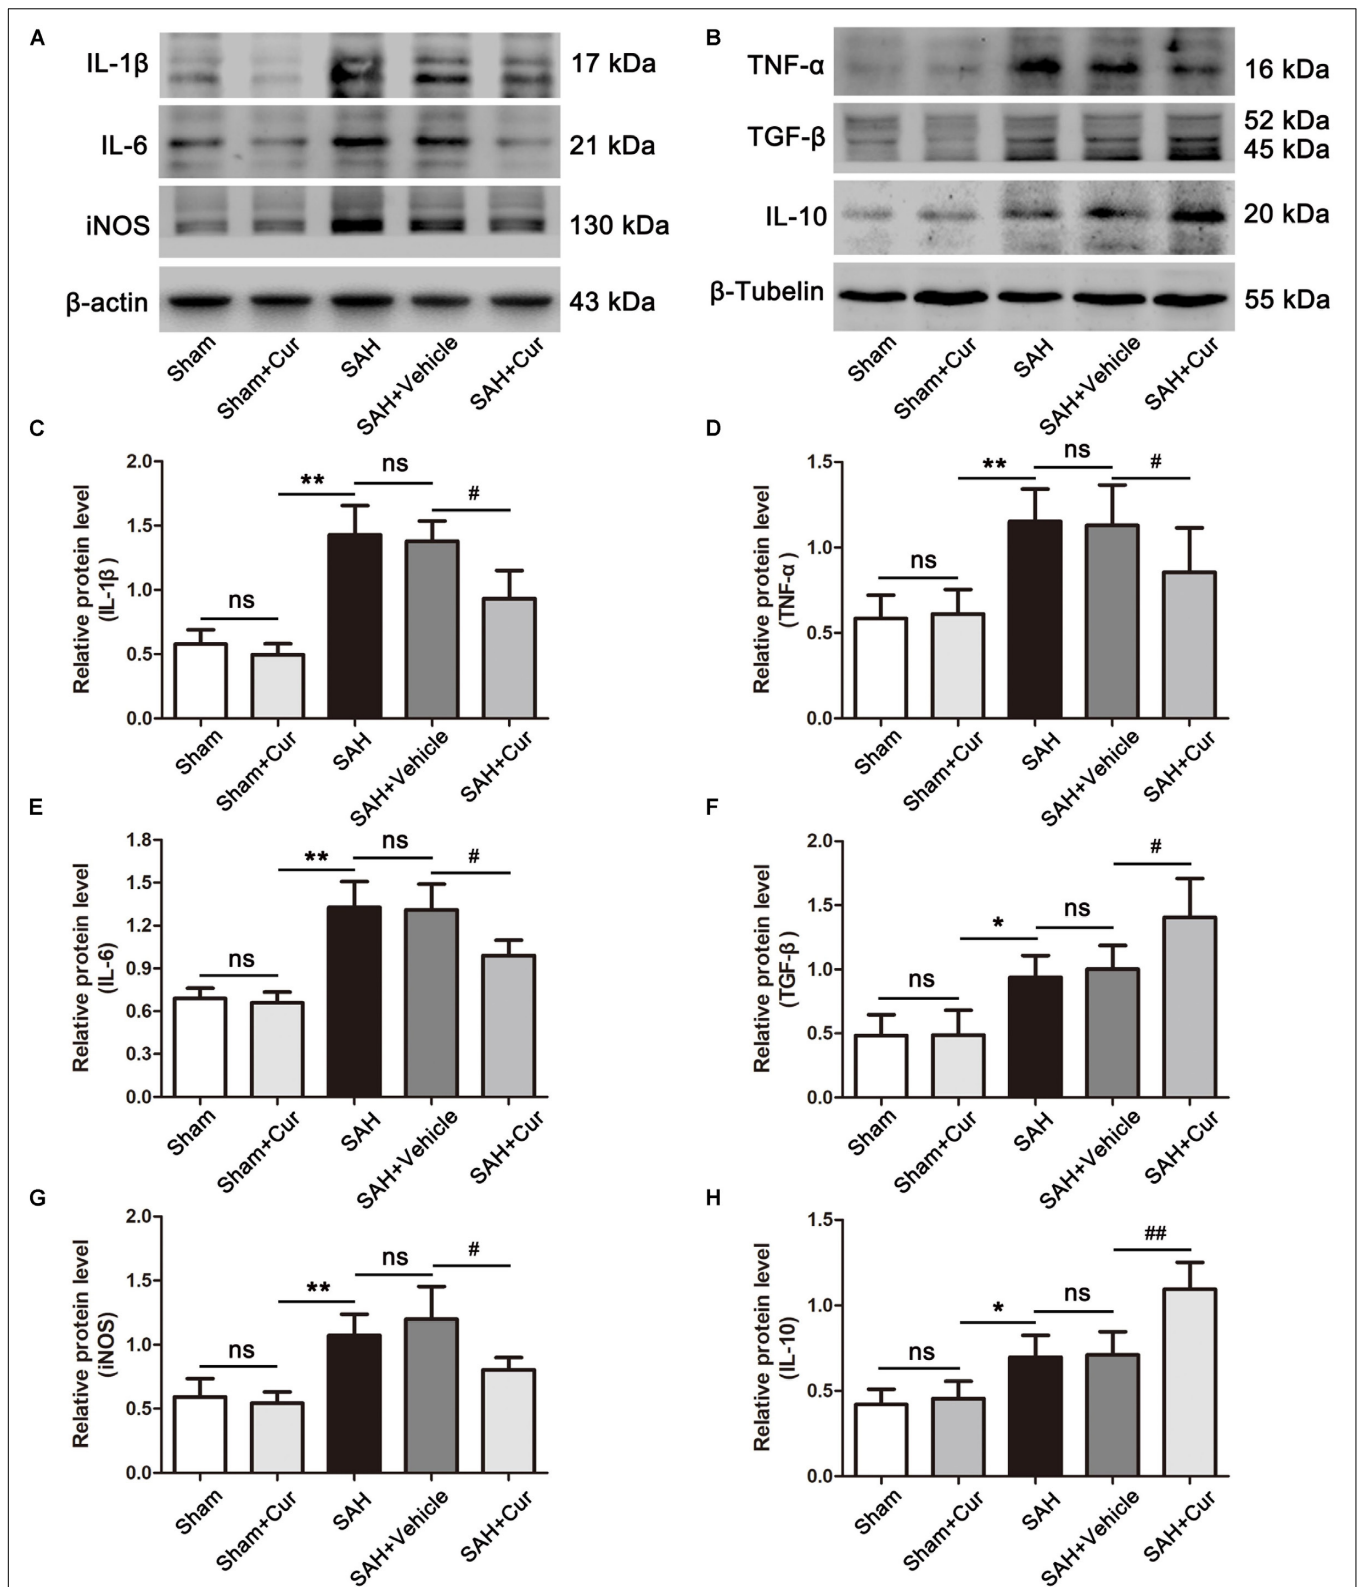 A
IL-1β
17 kDa
IL-6
21 kDa
iNOS
130 kDa
β-actin
43 kDa
Sham
Sham+Cur
SAH
SAH+Vehicle
SAH+Cur
B
TNF-α
16 kDa
TGF-β
52 kDa
45 kDa
IL-10
20 kDa
β-Tubelin
55 kDa
Sham
Sham+Cur
SAH
SAH+Vehicle
SAH+Cur
C
Relative protein level
(IL-1β )
2.0
1.5
1.0
0.5
0.0
ns
**
ns
#
Sham
Sham+Cur
SAH
SAH+Vehicle
SAH+Cur
D
Relative protein level
(TNF-α)
1.5
1.0
0.5
0.0
ns
**
ns
#
Sham
Sham+Cur
SAH
SAH+Vehicle
SAH+Cur
E
Relative protein level
(IL-6)
1.8
1.5
1.2
0.9
0.6
0.3
0.0
ns
**
ns
#
Sham
Sham+Cur
SAH
SAH+Vehicle
SAH+Cur
F
Relative protein level
(TGF-β )
2.0
1.5
1.0
0.5
0.0
ns
*
ns
#
Sham
Sham+Cur
SAH
SAH+Vehicle
SAH+Cur
G
Relative protein level
(iNOS)
2.0
1.5
1.0
0.5
0.0
ns
**
ns
#
Sham
Sham+Cur
SAH
SAH+Vehicle
SAH+Cur
H
Relative protein level
(IL-10)
1.5
1.0
0.5
0.0
ns
*
ns
##
Sham
Sham+Cur
SAH
SAH+Vehicle
SAH+Cur